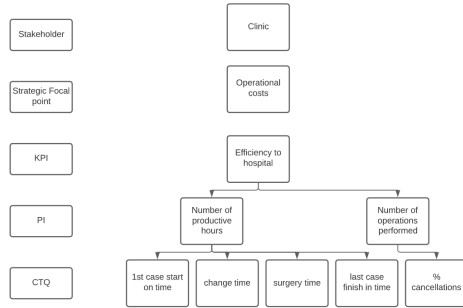 Stakeholder
Clinic
Strategic Focal
point
Operational
costs
KPI
Efficiency to
hospital
PI
Number of
productive
hours
Number of
operations
performed
CTQ
1st case start
on time
change time
surgery time
last case
finish in time
%
cancellations